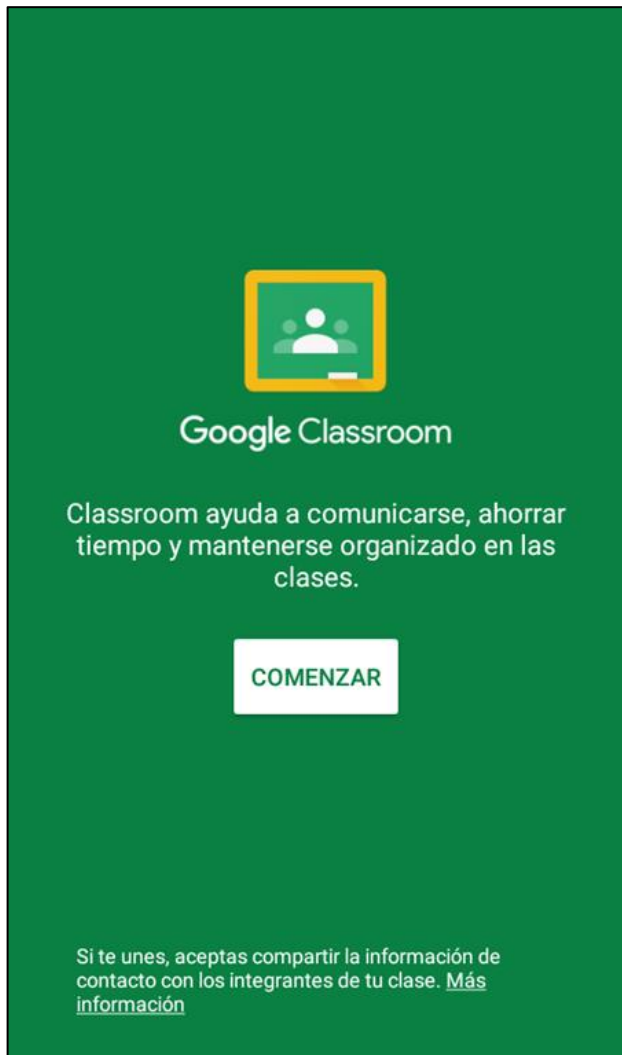 Google Classroom
Classroom ayuda a comunicarse, ahorrar
tiempo y mantenerse organizado en las
clases.
COMENZAR
Si te unes, aceptas compartir la información de
contacto con los integrantes de tu clase. Más
información